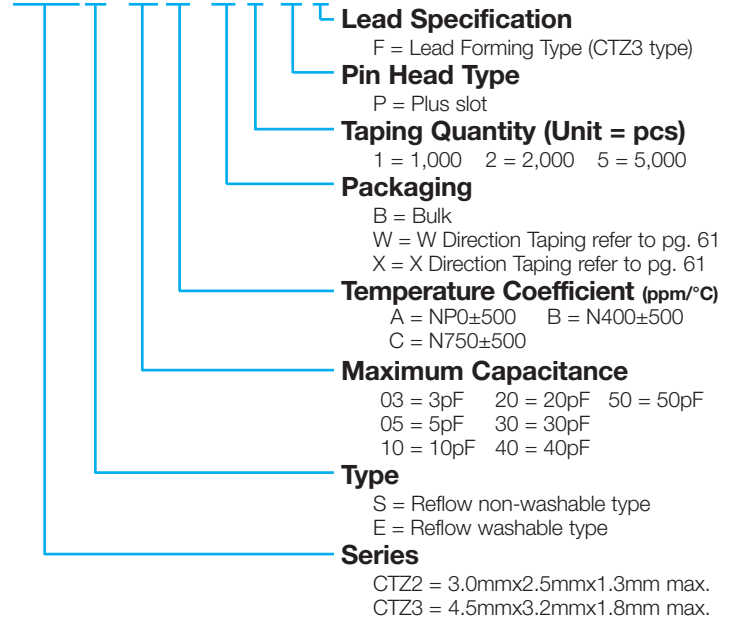 Lead Specification
F = Lead Forming Type (CTZ3 type)
Pin Head Type
P = Plus slot
Taping Quantity (Unit = pcs)
1 = 1,000 2 = 2,000 5 = 5,000
Packaging
B = Bulk
W = W Direction Taping refer to pg. 61
X = X Direction Taping refer to pg. 61
Temperature Coefficient (ppm/°C)
A = NP0±500 B = N400±500
C = N750±500
Maximum Capacitance
03 = 3pF 20 = 20pF 50 = 50pF
05 = 5pF 30 = 30pF
10 = 10pF 40 = 40pF
Type
S = Reflow non-washable type
E = Reflow washable type
Series
CTZ2 = 3.0mmx2.5mmx1.3mm max.
CTZ3 = 4.5mmx3.2mmx1.8mm max.